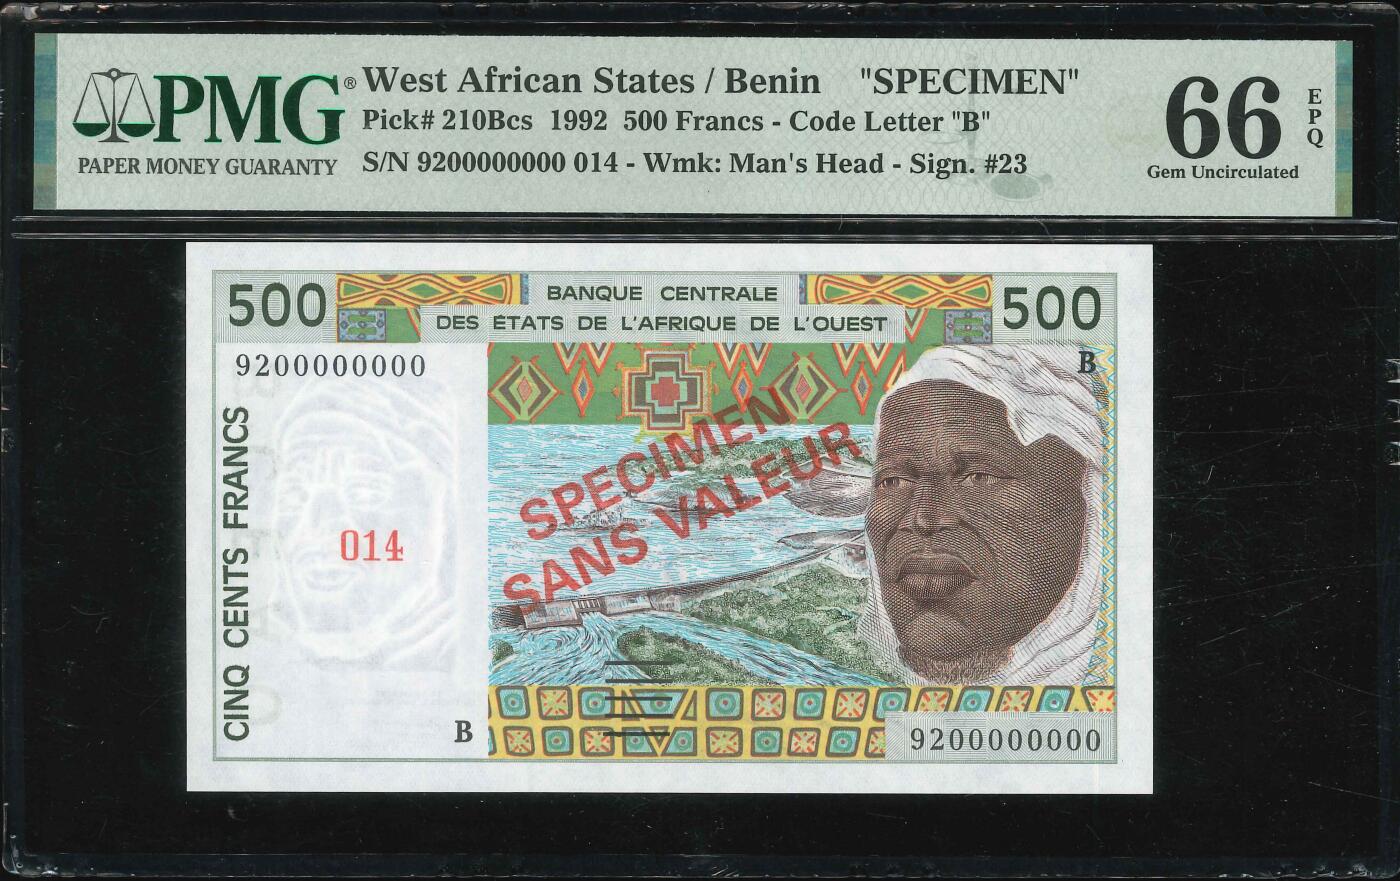 PMG®
PAPER MONEY GUARANTY
West African States / Benin "SPECIMEN"
Pick# 210Bcs 1992 500 Francs - Code Letter "B"
S/N 9200000000 014 - Wmk: Man's Head - Sign. #23
66
EPQ
Gem Uncirculated
500
BANQUE CENTRALE
DES ÉTATS DE L'AFRIQUE DE L'OUEST
500
9200000000
B
CINQ CENTS FRANCS
014
SPECIMEN
SANS VALEUR
B
9200000000